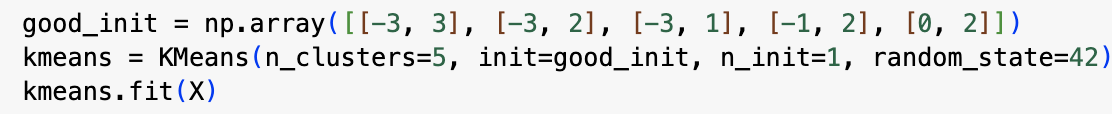 good_init = np.array([[-3, 3], [-3, 2], [-3, 1], [-1, 2], [0, 2]])
kmeans = KMeans(n_clusters=5, init=good_init, n_init=1, random_state=42)
kmeans.fit(X)